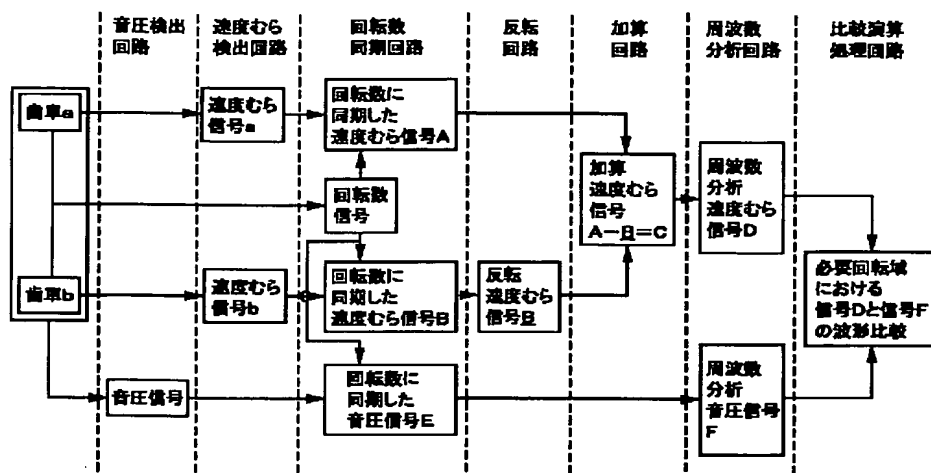 音圧検出
回路
速度むら
検出回路
回転数
同期回路
反転
回路
加算
回路
周波数
分析回路
比較演算
処理回路
歯車a
速度むら
信号a
回転数に
同期した
速度むら信号A
回転数
信号
加算
速度むら
信号
A－B＝C
周波数
分析
速度むら
信号D
歯車b
速度むら
信号b
回転数に
同期した
速度むら信号B
反転
速度むら
信号B
必要回転域
における
信号Dと信号F
の波形比較
音圧信号
回転数に
同期した
音圧信号E
周波数
分析
音圧信号
F